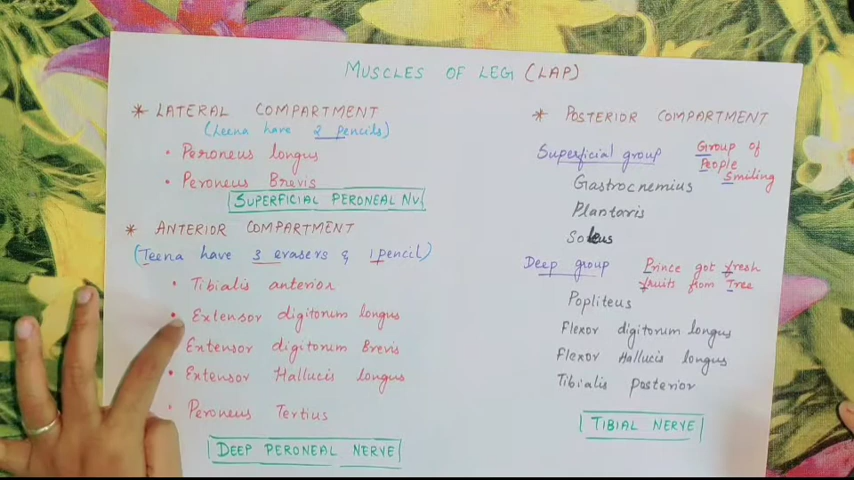 MUSCLES OF LEG (LAP)
* LATERAL COMPARTMENT
(Leena have 2 pencils)
• Peroneus longus
• Peroneus Brevis
SUPERFICIAL PERONEAL NV
* ANTERIOR COMPARTMENT
(Teena have 3 erasers & 1 pencil)
• Tibialis anterior
• Extensor digitorum longus
Extensor digitorum Brevis
• Extensor Hallucis longus
• Peroneus Tertius
DEEP PERONEAL NERVE
* POSTERIOR COMPARTMENT
Superficial group
Group of
People
Smiling
Gastrocnemius
Plantaris
Soleus
Deep group
Prince got fresh
fruits from Tree
Popliteus
Flexor digitorum longus
Flexor Hallucis longus
Tibialis posterior
TIBIAL NERVE